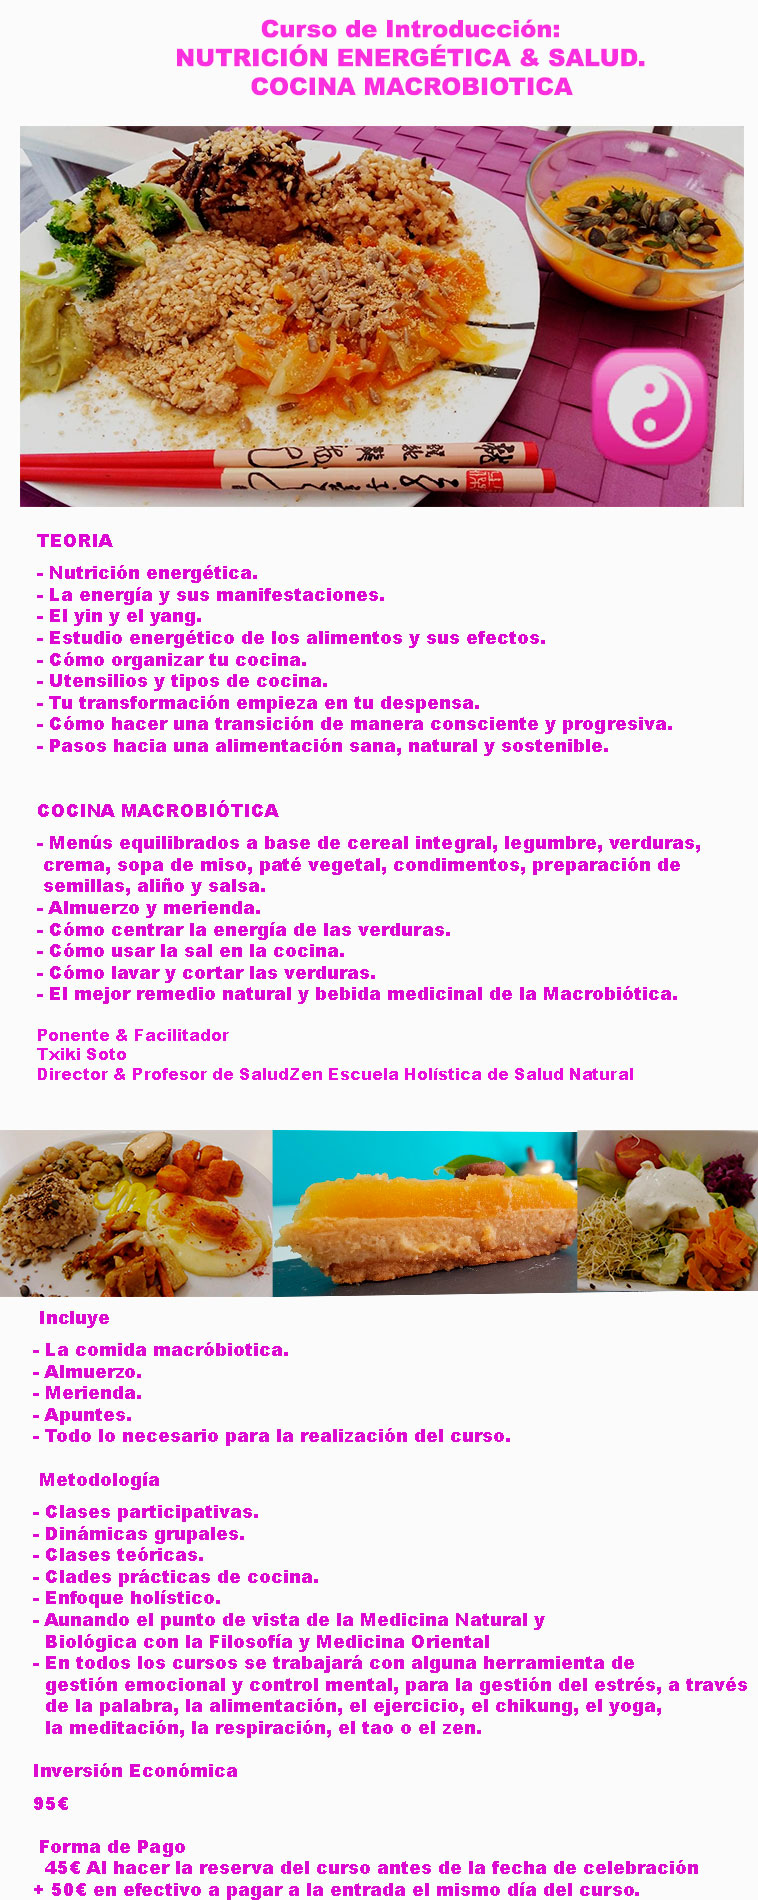 Curso de Introducción:
NUTRICIÓN ENERGÉTICA & SALUD.
COCINA MACROBIOTICA
TEORIA
- Nutrición energética.
- La energía y sus manifestaciones.
- El yin y el yang.
- Estudio energético de los alimentos y sus efectos.
- Cómo organizar tu cocina.
- Utensilios y tipos de cocina.
- Tu transformación empieza en tu despensa.
- Cómo hacer una transición de manera consciente y progresiva.
- Pasos hacia una alimentación sana, natural y sostenible.
COCINA MACROBIÓTICA
- Menús equilibrados a base de cereal integral, legumbre, verduras,
crema, sopa de miso, paté vegetal, condimentos, preparación de
semillas, aliño y salsa.
- Almuerzo y merienda.
- Cómo centrar la energía de las verduras.
- Cómo usar la sal en la cocina.
- Cómo lavar y cortar las verduras.
- El mejor remedio natural y bebida medicinal de la Macrobiótica.
Ponente & Facilitador
Txiki Soto
Director & Profesor de SaludZen Escuela Holística de Salud Natural
Incluye
- La comida macróbiotica.
- Almuerzo.
- Merienda.
- Apuntes.
- Todo lo necesario para la realización del curso.
Metodología
- Clases participativas.
- Dinámicas grupales.
- Clases teóricas.
- Clades prácticas de cocina.
- Enfoque holístico.
- Aunando el punto de vista de la Medicina Natural y
Biológica con la Filosofía y Medicina Oriental
- En todos los cursos se trabajará con alguna herramienta de
gestión emocional y control mental, para la gestión del estrés, a través
de la palabra, la alimentación, el ejercicio, el chikung, el yoga,
la meditación, la respiración, el tao o el zen.
Inversión Económica
95€
Forma de Pago
45€ Al hacer la reserva del curso antes de la fecha de celebración
+ 50€ en efectivo a pagar a la entrada el mismo día del curso.